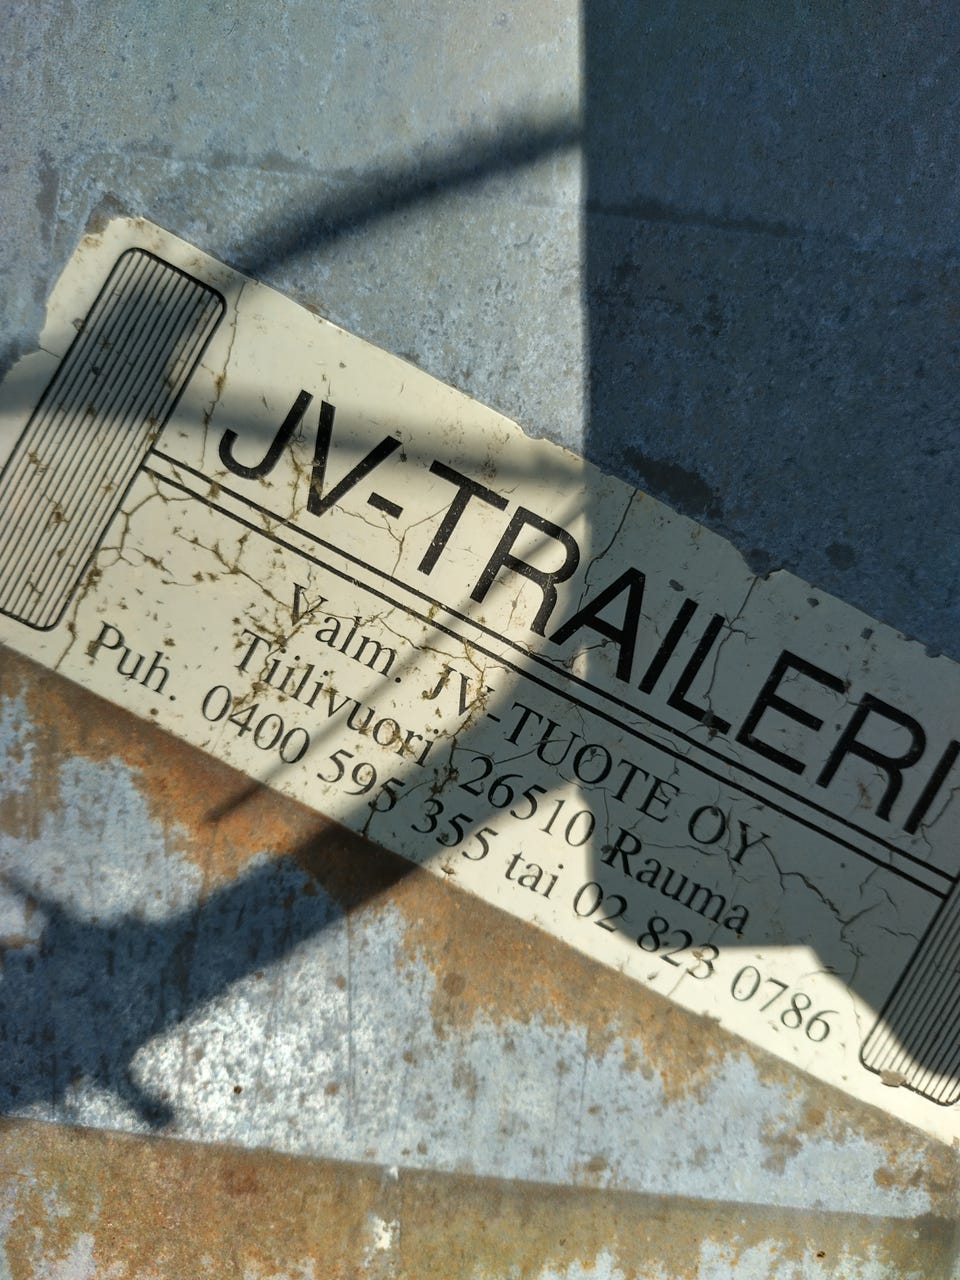 JV-TRAILERI
Valm. JV-TUOTE OY
Tiilivuori 26510 Rauma
Puh. 0400 595 355 tai 02 823 0786